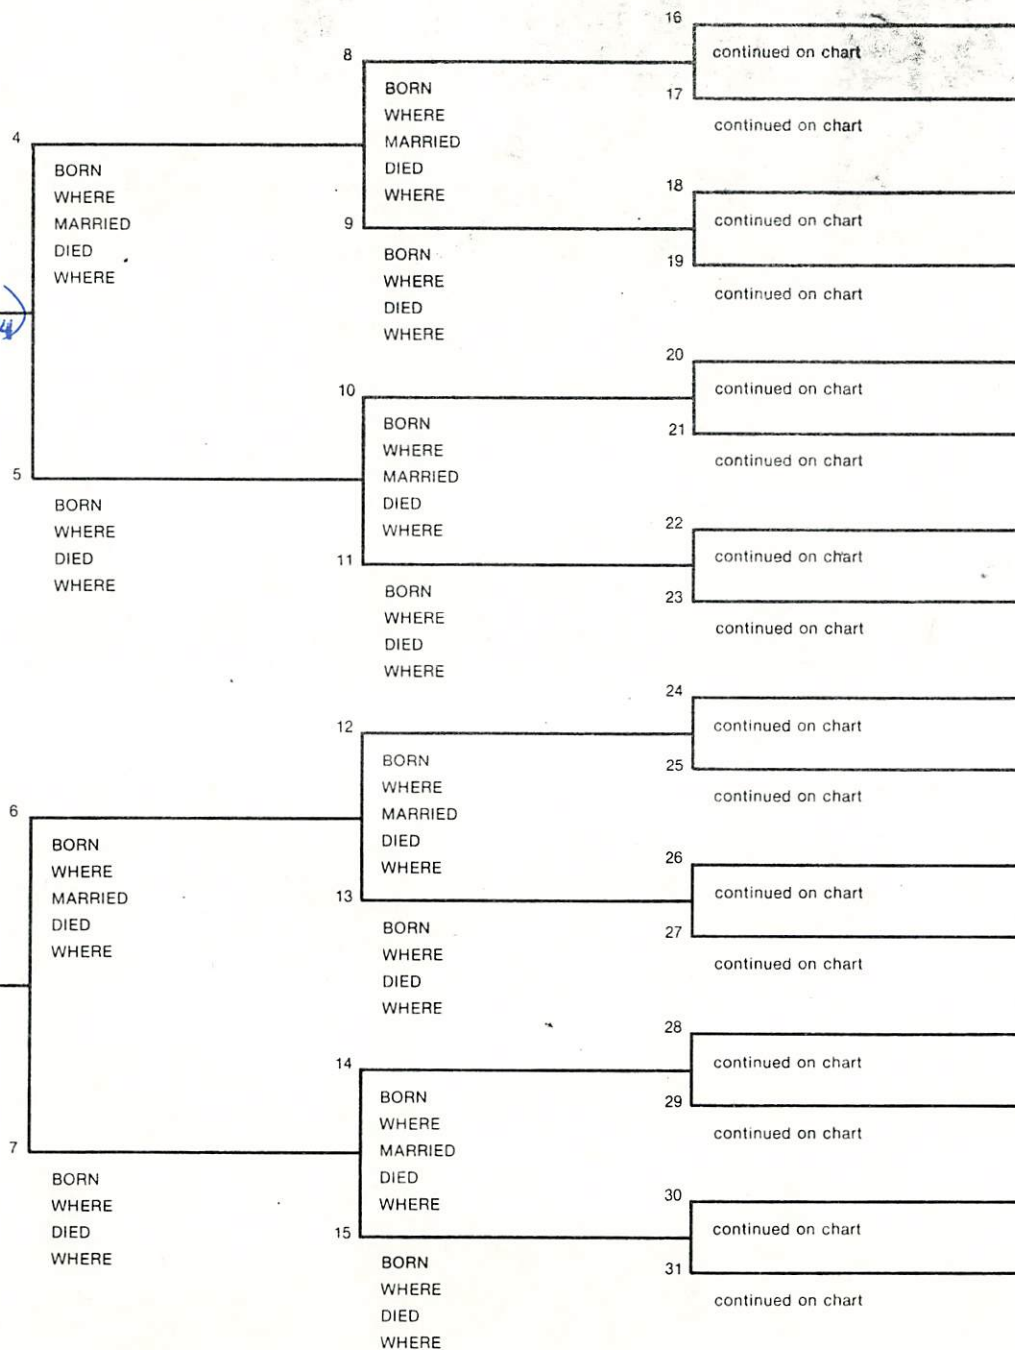 16
continued on chart
8
BORN
WHERE
MARRIED
DIED
WHERE
17
continued on chart
4
BORN
WHERE
MARRIED
DIED
WHERE
18
continued on chart
9
BORN
WHERE
DIED
WHERE
19
continued on chart
20
continued on chart
10
BORN
WHERE
MARRIED
DIED
WHERE
21
continued on chart
5
BORN
WHERE
DIED
WHERE
22
continued on chart
11
BORN
WHERE
DIED
WHERE
23
continued on chart
24
continued on chart
12
BORN
WHERE
MARRIED
DIED
WHERE
25
continued on chart
6
BORN
WHERE
MARRIED
DIED
WHERE
26
continued on chart
13
BORN
WHERE
DIED
WHERE
27
continued on chart
28
continued on chart
14
BORN
WHERE
MARRIED
DIED
WHERE
29
continued on chart
7
BORN
WHERE
DIED
WHERE
30
continued on chart
15
BORN
WHERE
DIED
WHERE
31
continued on chart